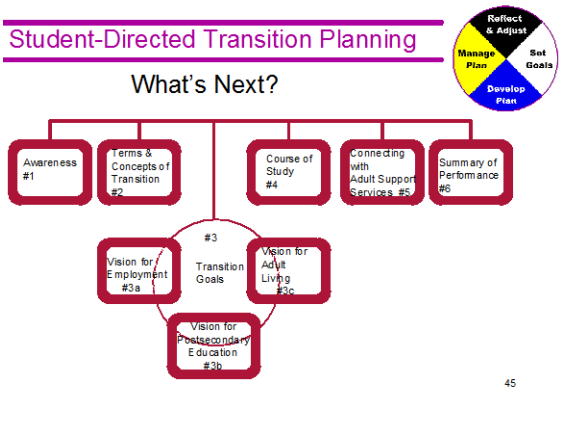 Student-Directed Transition Planning
Reflect
& Adjust
Manage
Plan
Set
Goals
Develop
Plan
What's Next?
Awareness
#1
Terms &
Concepts of
Transition
#2
Course of
Study
#4
Connecting
with
Adult Support
Services #5
Summary of
Performance
#6
#3
Transition
Goals
Vision for
Employment
#3a
Vision for
Adult
Living
#3c
Vision for
Postsecondary
Education
#3b
45